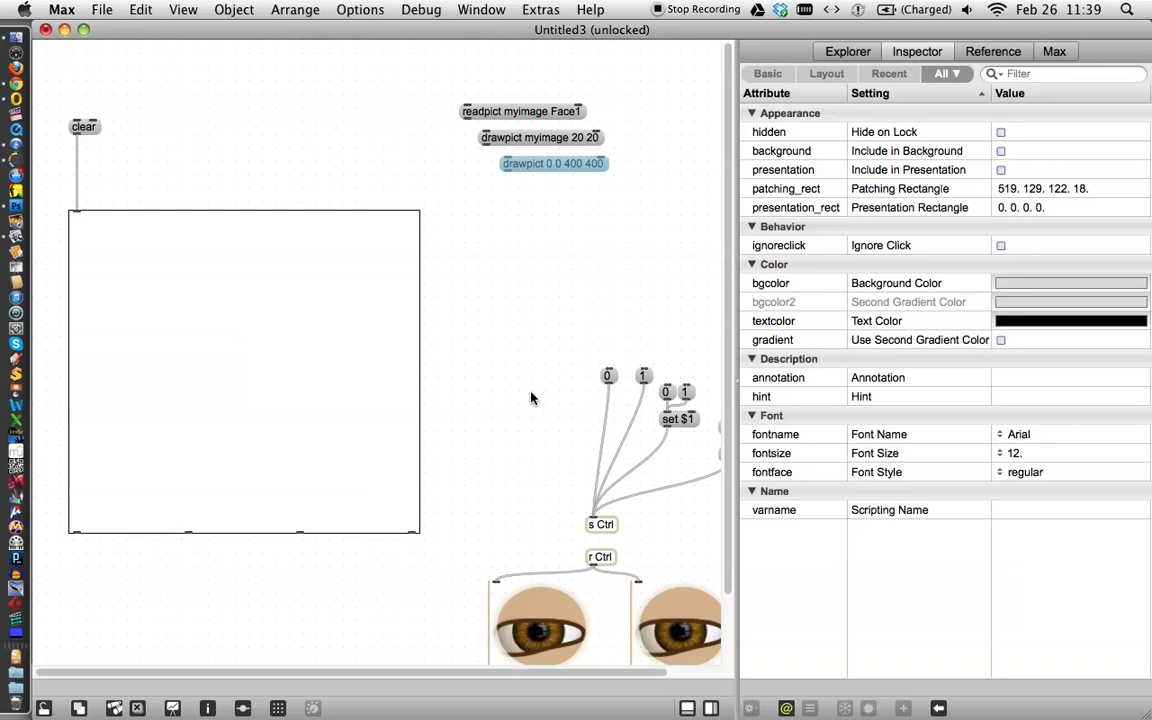 Max File Edit View Object Arrange Options Debug Window Extras Help Stop Recording (Charged) Feb 26 11:39
Untitled3 (unlocked)
Explorer Inspector Reference Max
Basic Layout Recent All ▼ Filter
Attribute Setting Value
clear
readpict myimage Face1
drawpict myimage 20 20
drawpict 0 0 400 400
0 1
0 1
set $1
s Ctrl
r Ctrl
▼ Appearance
hidden Hide on Lock
background Include in Background
presentation Include in Presentation
patching_rect Patching Rectangle 519. 129. 122. 18.
presentation_rect Presentation Rectangle 0. 0. 0. 0.
▼ Behavior
ignoreclick Ignore Click
▼ Color
bgcolor Background Color
bgcolor2 Second Gradient Color
textcolor Text Color
gradient Use Second Gradient Color
▼ Description
annotation Annotation
hint Hint
▼ Font
fontname Font Name Arial
fontsize Font Size 12.
fontface Font Style regular
▼ Name
varname Scripting Name